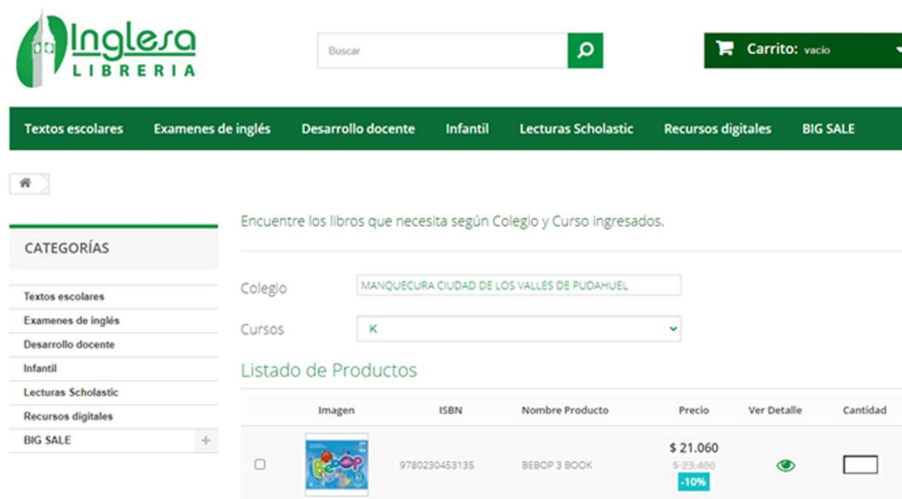 Inglesa
LIBRERIA
Buscar
Carrito: vacío
Textos escolares Examenes de inglés Desarrollo docente Infantil Lecturas Scholastic Recursos digitales BIG SALE
Encuentre los libros que necesita según Colegio y Curso ingresados.
CATEGORÍAS
Textos escolares
Examenes de inglés
Desarrollo docente
Infantil
Lecturas Scholastic
Recursos digitales
BIG SALE +
Colegio MANQUECURA CIUDAD DE LOS VALLES DE PUDAHUEL
Cursos K
Listado de Productos
Imagen ISBN Nombre Producto Precio Ver Detalle Cantidad
Bebop
9780230453135 BEBOP 3 BOOK
$ 21.060
$ 23.400
-10%